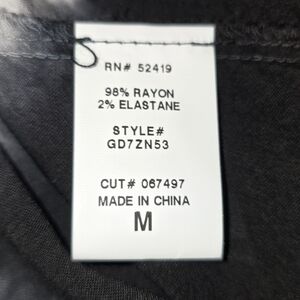 RN# 52419
98% RAYON
2% ELASTANE
STYLE#
GD7ZN53
CUT# 067497
MADE IN CHINA
M